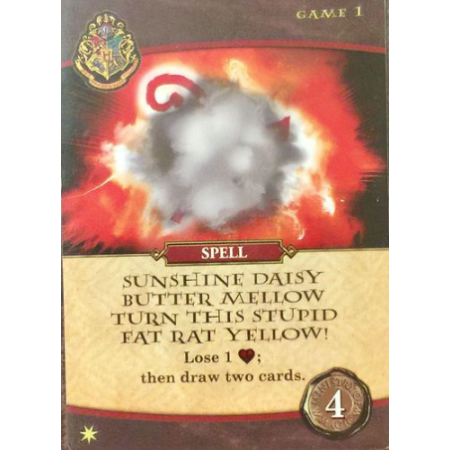 GAME 1
SPELL
SUNSHINE DAISY
BUTTER MELLOW
TURN THIS STUPID
FAT RAT YELLOW!
Lose 1 ;
then draw two cards.
4